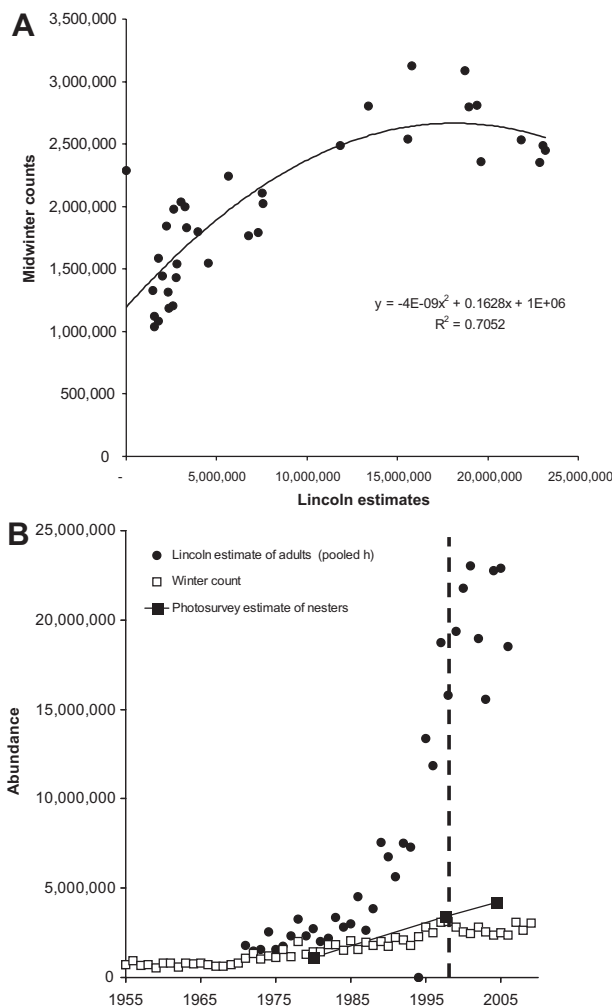 A
3,500,000
3,000,000
2,500,000
2,000,000
1,500,000
1,000,000
500,000
0
Midwinter counts
y = -4E-09x² + 0.1628x + 1E+06
R² = 0.7052
- 5,000,000 10,000,000 15,000,000 20,000,000 25,000,000
Lincoln estimates
B
25,000,000
20,000,000
15,000,000
10,000,000
5,000,000
0
Abundance
Lincoln estimate of adults (pooled h)
Winter count
Photosurvey estimate of nesters
1955 1965 1975 1985 1995 2005